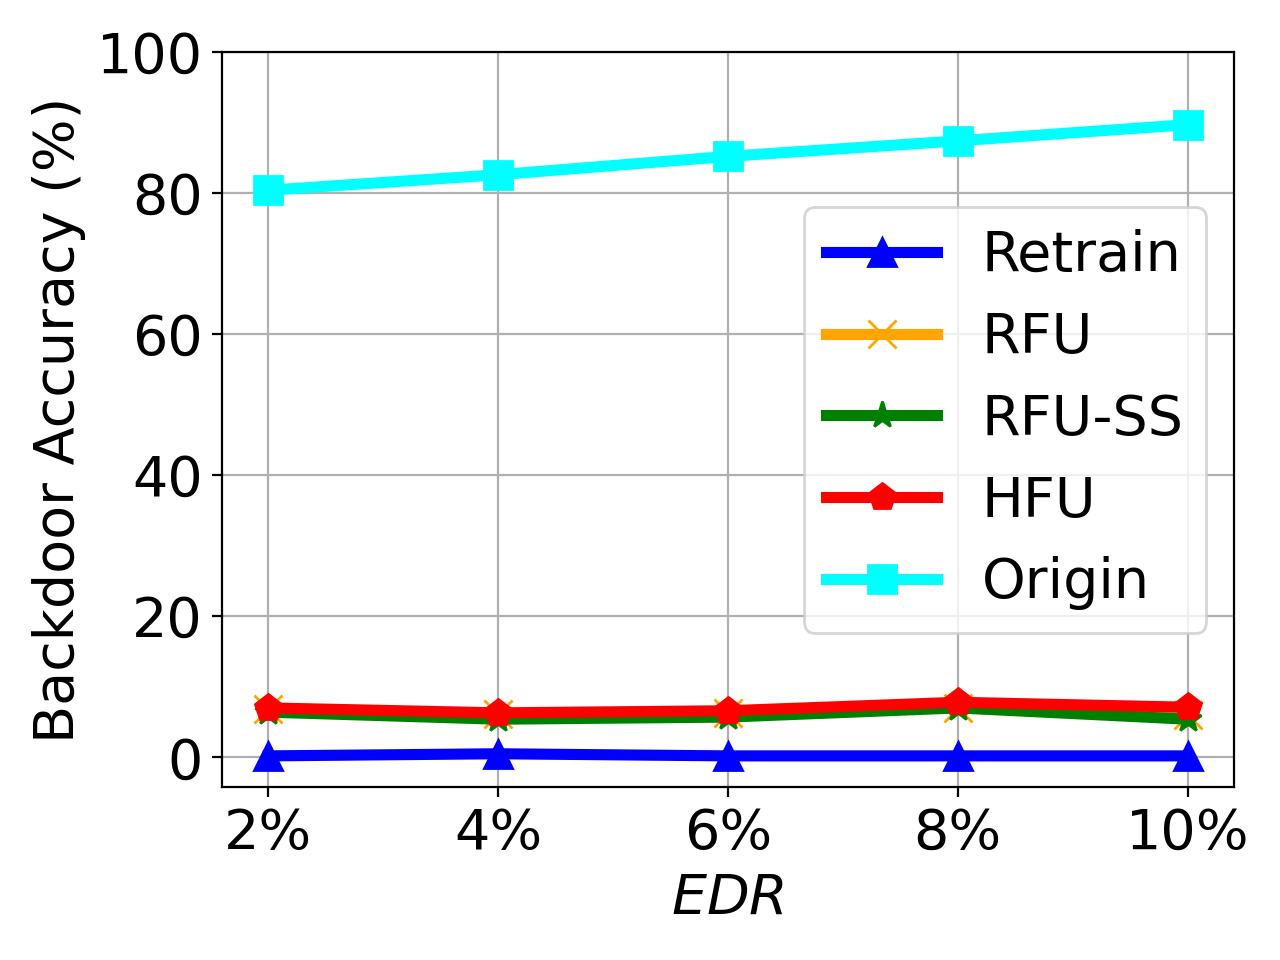 Backdoor Accuracy (%)
100
80
60
40
20
0
Retrain
RFU
RFU-SS
HFU
Origin
2% 4% 6% 8% 10%
EDR